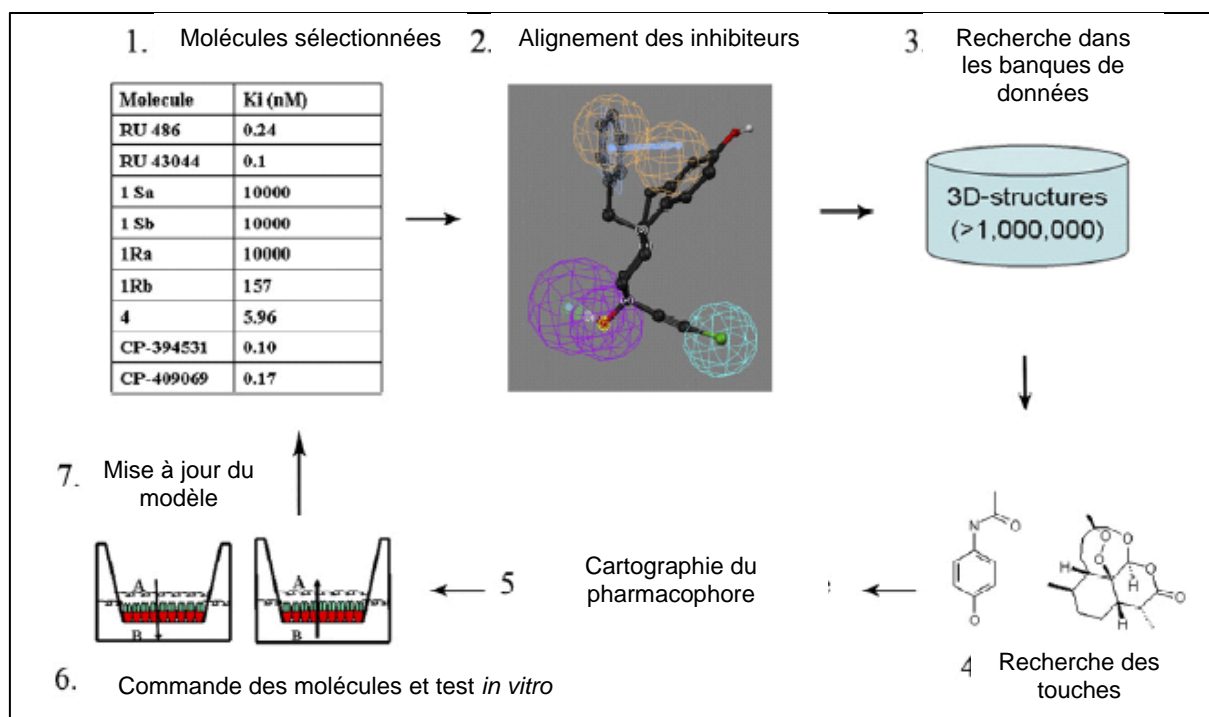 1. Molécules sélectionnées
2. Alignement des inhibiteurs
3. Recherche dans
les banques de
données
Molecule Ki (nM)
RU 486 0.24
RU 43044 0.1
1 Sa 10000
1 Sb 10000
1Ra 10000
1Rb 157
4 5.96
CP-394531 0.10
CP-409069 0.17
3D-structures
(>1,000,000)
N
O
O
O
O
O
O
O
H
H
H
4 Recherche des
touches
5 Cartographie du
pharmacophore
6. Commande des molécules et test in vitro
A
B
A
B
7. Mise à jour du
modèle